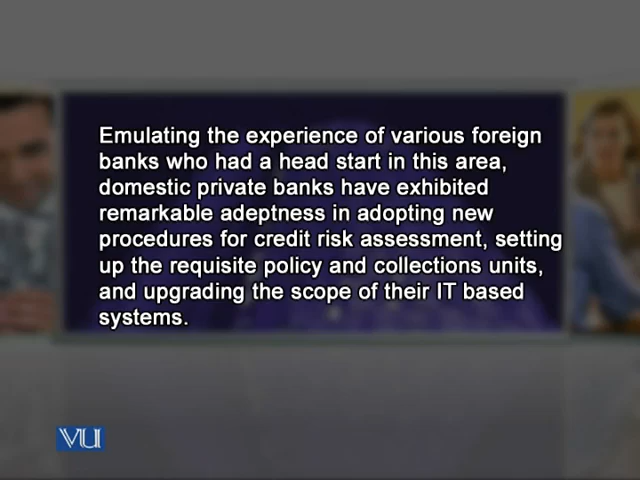 Emulating the experience of various foreign
banks who had a head start in this area,
domestic private banks have exhibited
remarkable adeptness in adopting new
procedures for credit risk assessment, setting
up the requisite policy and collections units,
and upgrading the scope of their IT based
systems.
VU